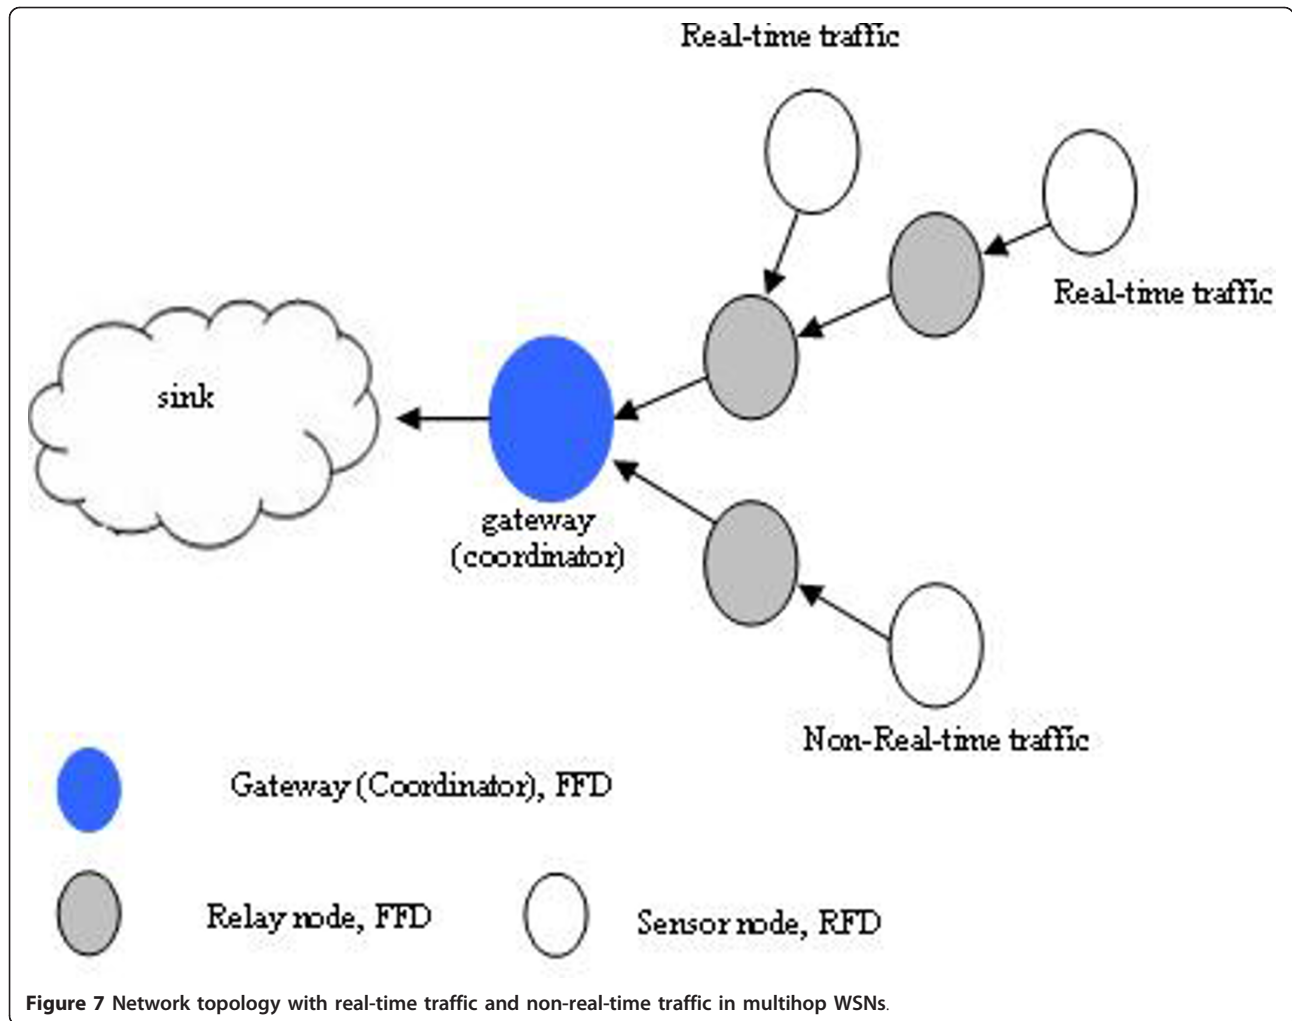 Real-time traffic
Real-time traffic
sink
gateway
(coordinator)
Non-Real-time traffic
Gateway (Coordinator), FFD
Relay node, FFD
Sensor node, RFD
Figure 7 Network topology with real-time traffic and non-real-time traffic in multihop WSNs.